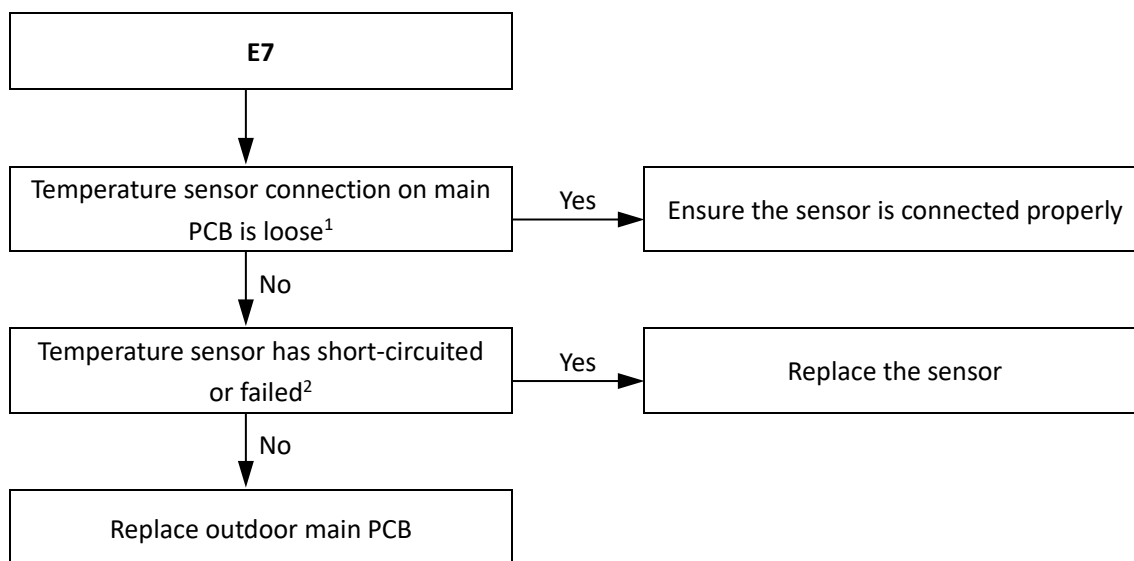 E7
Temperature sensor connection on main
PCB is loose¹
Yes
Ensure the sensor is connected properly
No
Temperature sensor has short-circuited
or failed²
Yes
Replace the sensor
No
Replace outdoor main PCB